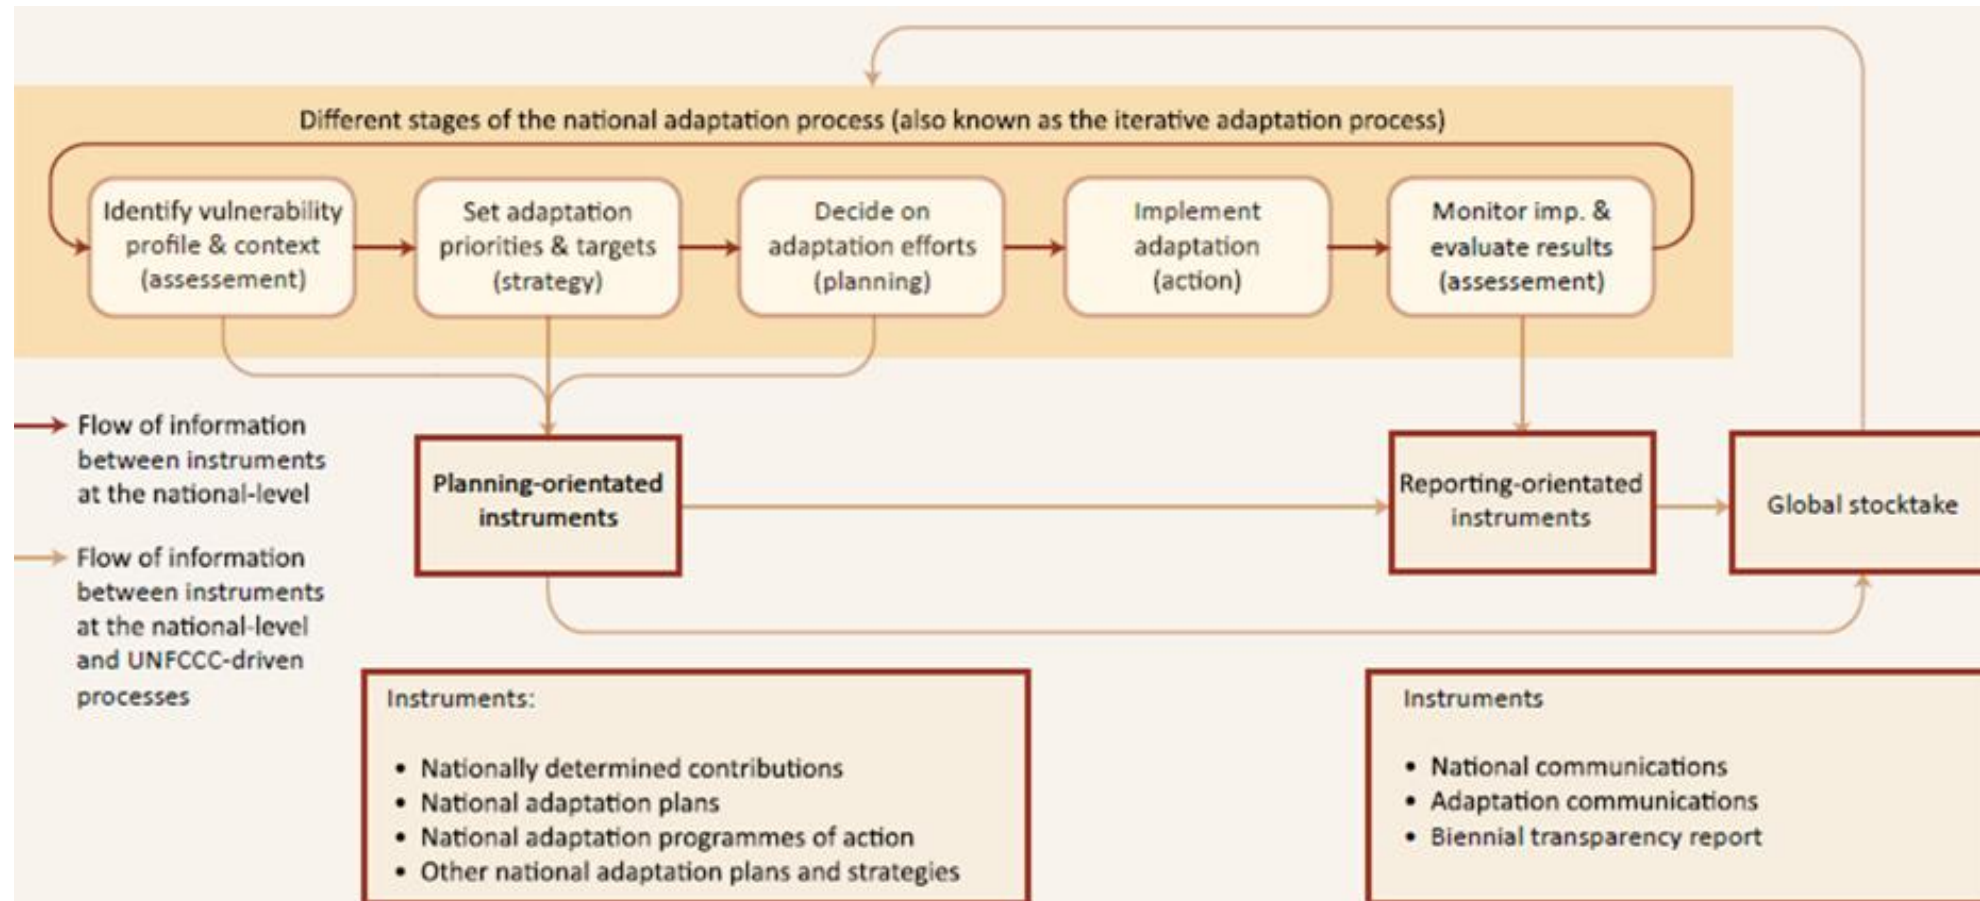 Different stages of the national adaptation process (also known as the iterative adaptation process)
Identify vulnerability
profile & context
(assessement)
Set adaptation
priorities & targets
(strategy)
Decide on
adaptation efforts
(planning)
Implement
adaptation
(action)
Monitor imp. &
evaluate results
(assessment)
Flow of information
between instruments
at the national-level
Flow of information
between instruments
at the national-level
and UNFCCC-driven
processes
Planning-orientated
instruments
Reporting-orientated
instruments
Global stocktake
Instruments:
• Nationally determined contributions
• National adaptation plans
• National adaptation programmes of action
• Other national adaptation plans and strategies
Instruments
• National communications
• Adaptation communications
• Biennial transparency report